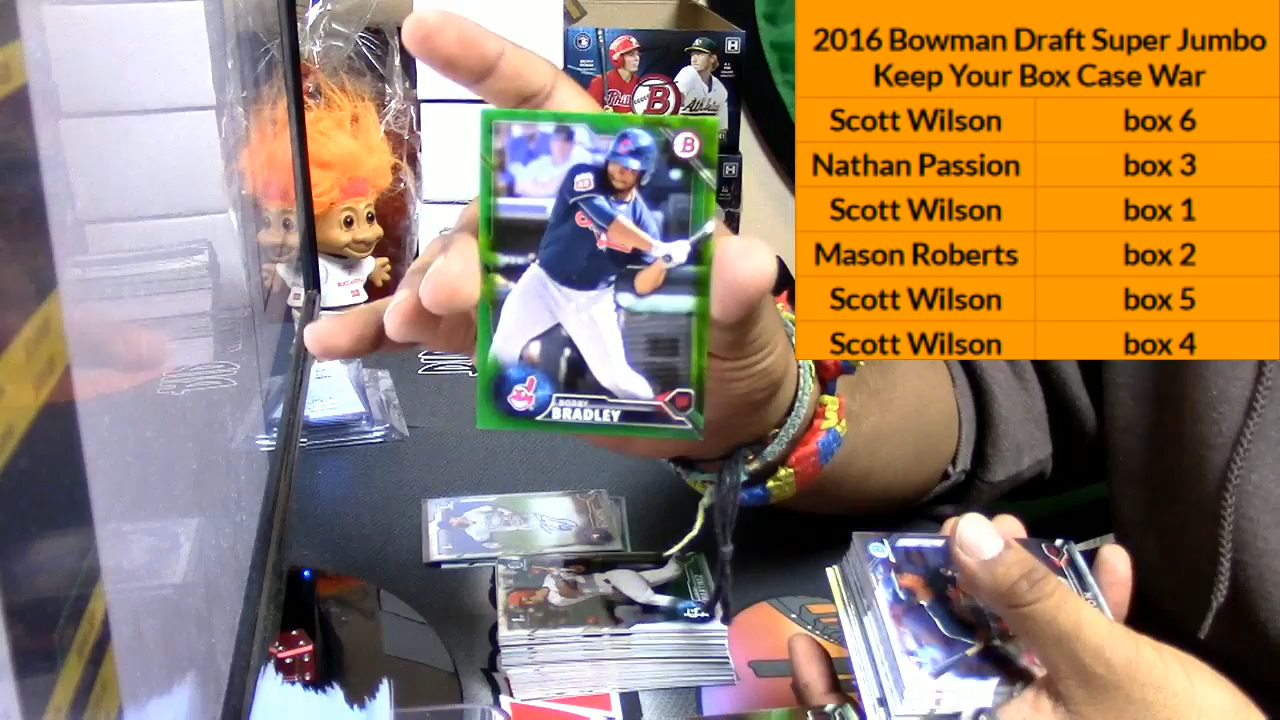 2016 Bowman Draft Super Jumbo
Keep Your Box Case War
Scott Wilson box 6
Nathan Passion box 3
Scott Wilson box 1
Mason Roberts box 2
Scott Wilson box 5
Scott Wilson box 4
B
B
BOBBY
BRADLEY